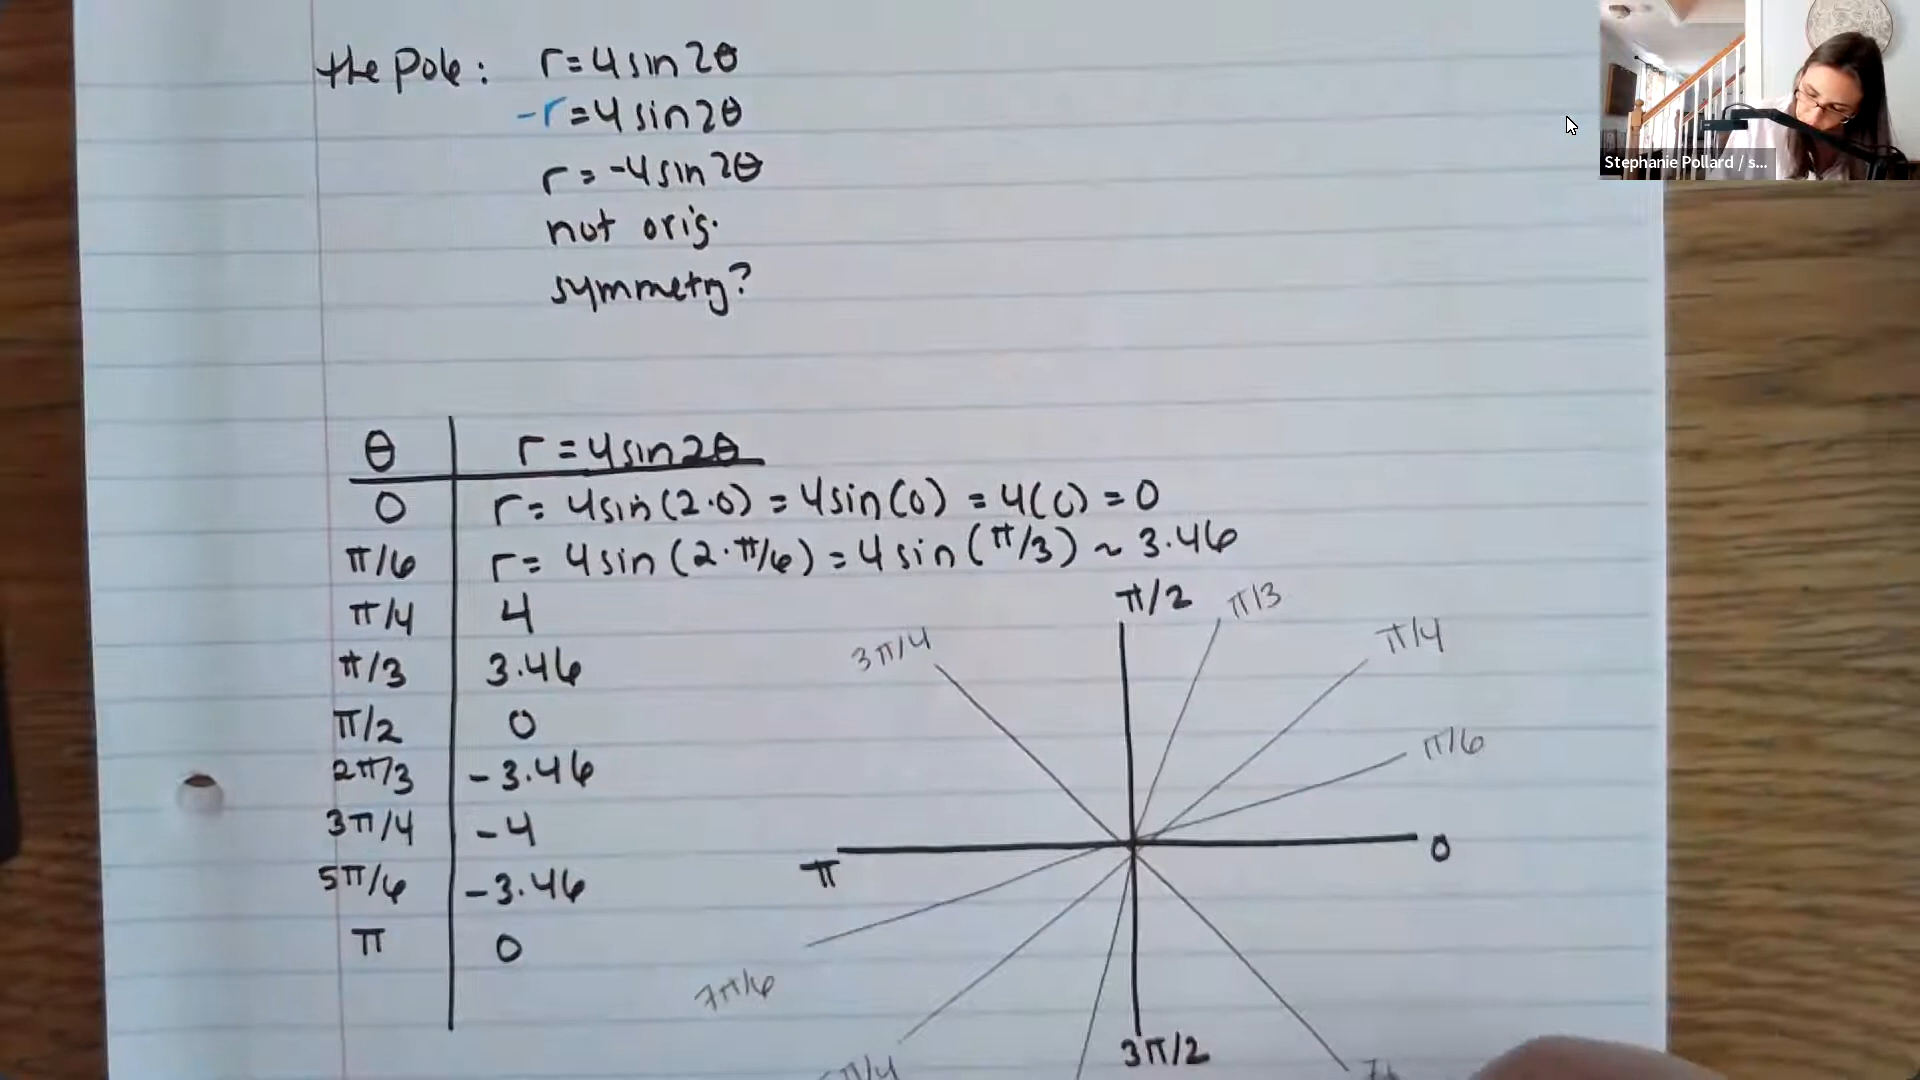 the pole: r=4sin2θ
-r=4sin2θ
r=-4sin2θ
not orig.
symmetry?
θ r=4sin2θ
0 r= 4sin(2·0) = 4sin(0) = 4(0) = 0
π/6 r= 4sin(2·π/6) = 4sin(π/3) ~ 3.46
π/4 4
π/3 3.46
π/2 0
2π/3 -3.46
3π/4 -4
5π/6 -3.46
π 0
π/2
π/3
3π/4
π/4
π/6
π
0
7π/6
3π/2
Stephanie Pollard / s...